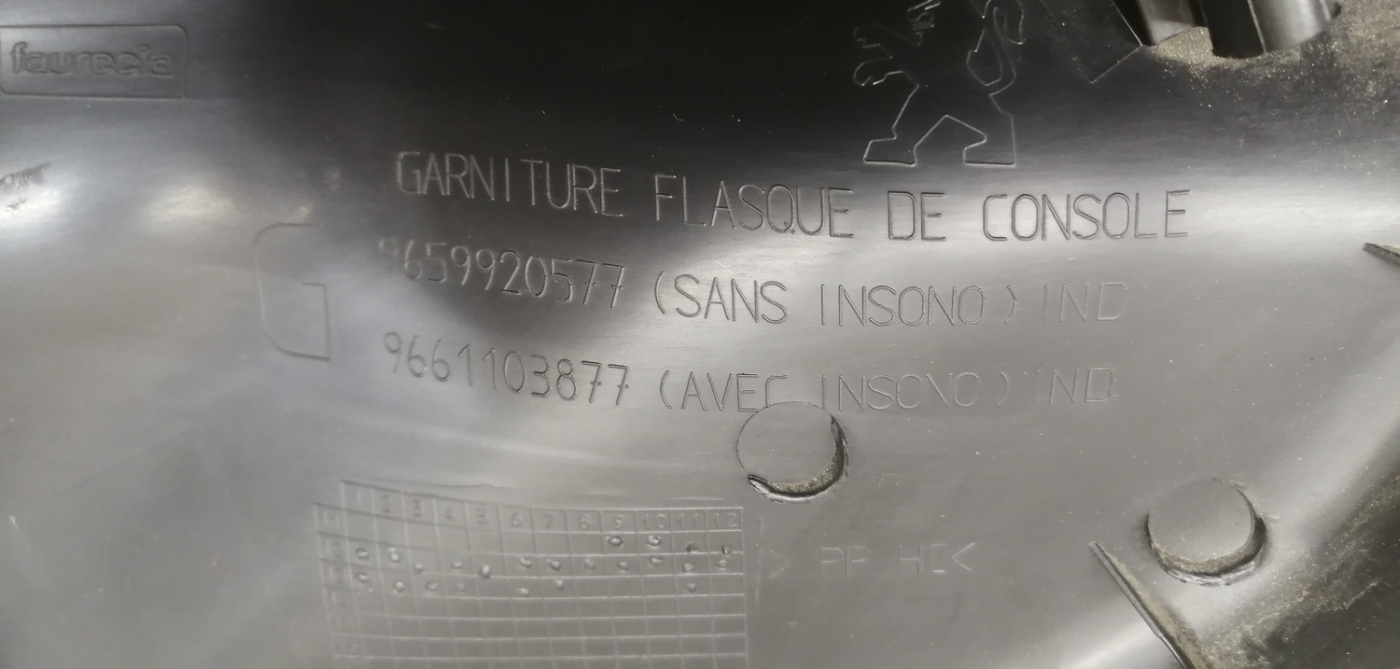 faurecia
GARNITURE FLASQUE DE CONSOLE
9659920577 (SANS INSONO) IND
G
9661103877 (AVEC INSONO) IND
1 2 3 4 5 6 7 8 9 10 11 12
> PP HC<